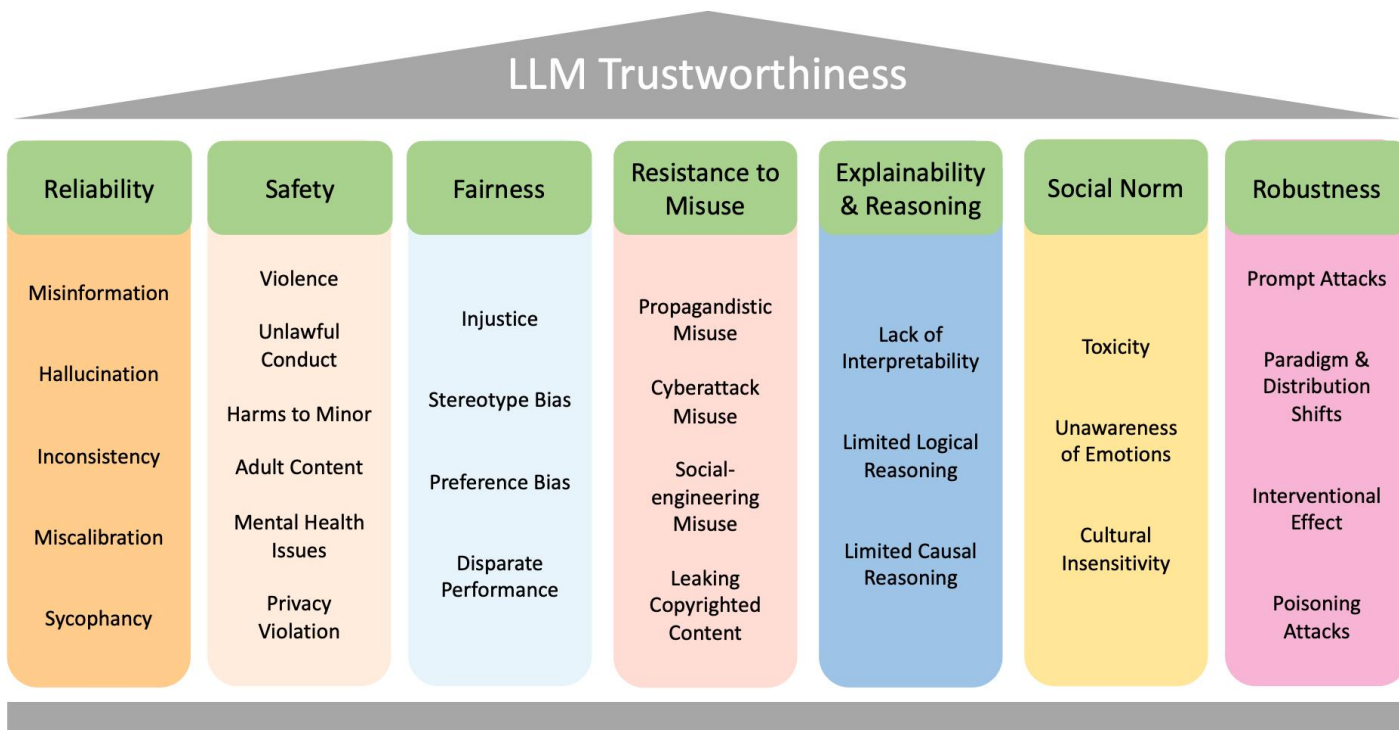 LLM Trustworthiness
Reliability
Misinformation
Hallucination
Inconsistency
Miscalibration
Sycophancy
Safety
Violence
Unlawful
Conduct
Harms to Minor
Adult Content
Mental Health
Issues
Privacy
Violation
Fairness
Injustice
Stereotype Bias
Preference Bias
Disparate
Performance
Resistance to
Misuse
Propagandistic
Misuse
Cyberattack
Misuse
Social-
engineering
Misuse
Leaking
Copyrighted
Content
Explainability
& Reasoning
Lack of
Interpretability
Limited Logical
Reasoning
Limited Causal
Reasoning
Social Norm
Toxicity
Unawareness
of Emotions
Cultural
Insensitivity
Robustness
Prompt Attacks
Paradigm &
Distribution
Shifts
Interventional
Effect
Poisoning
Attacks